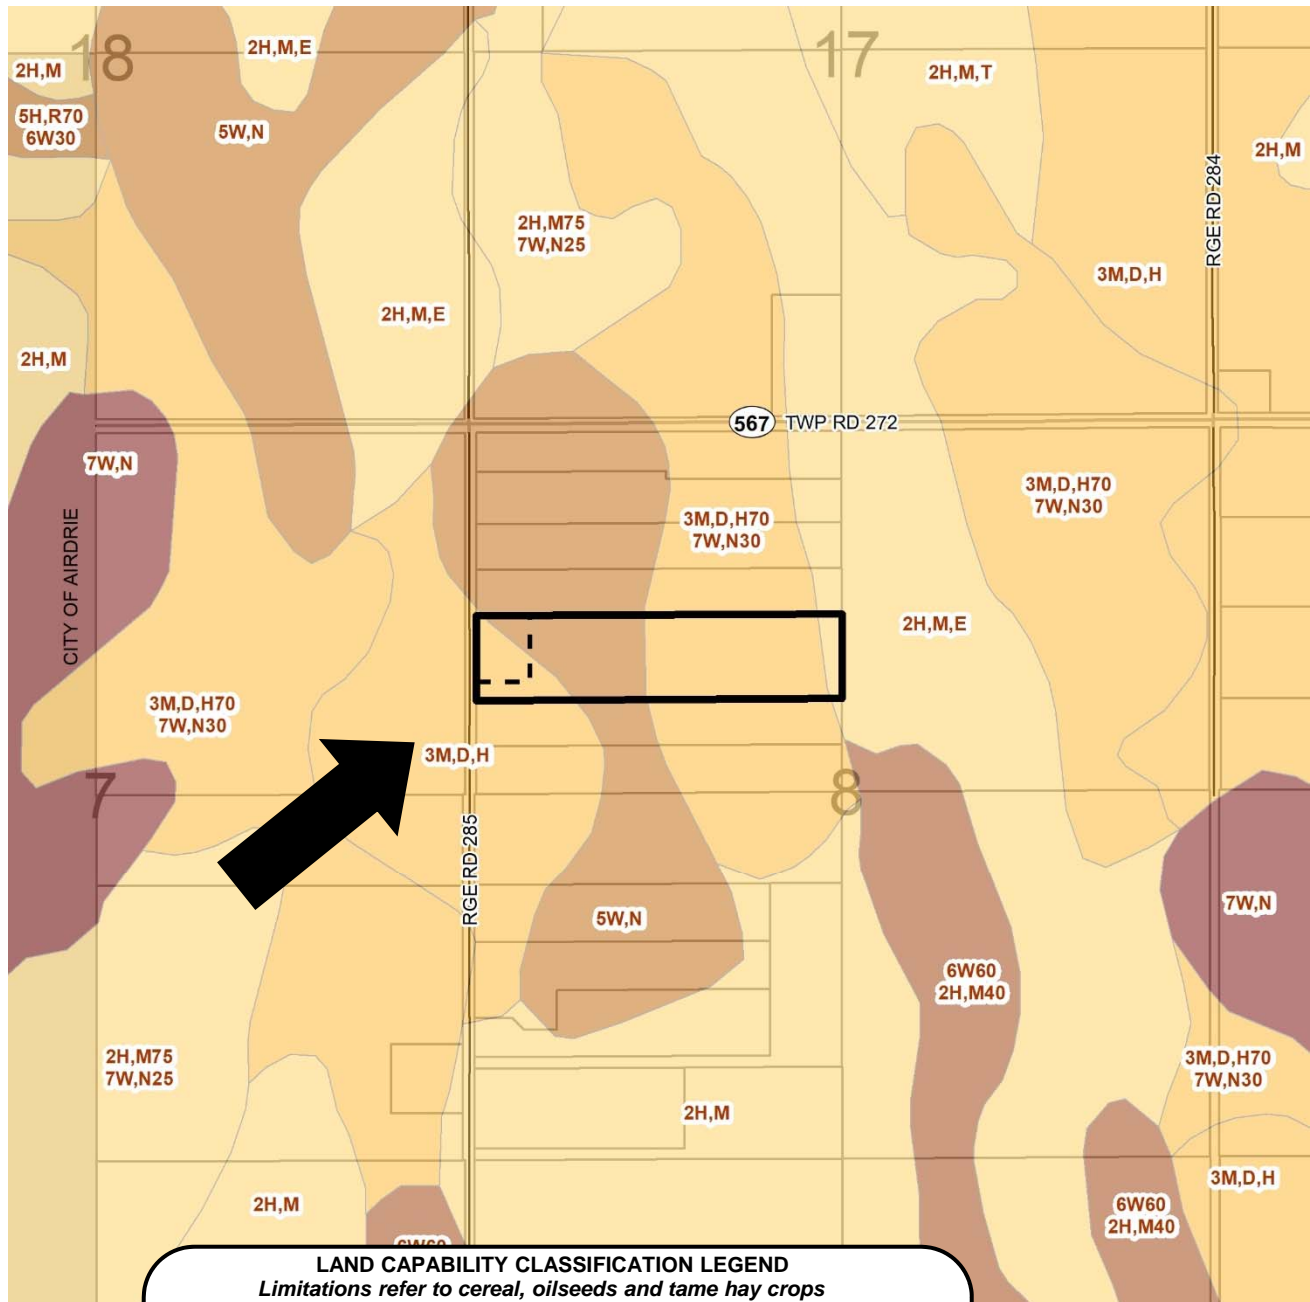 18
17
2H,M,E
2H,M
2H,M,T
5H,R70
6W30
5W,N
2H,M
RGE RD 284
2H,M75
7W,N25
3M,D,H
2H,M,E
2H,M
567 TWP RD 272
7W,N
3M,D,H70
7W,N30
3M,D,H70
7W,N30
CITY OF AIRDRIE
2H,M,E
3M,D,H70
7W,N30
3M,D,H
7
8
RGE RD 285
5W,N
7W,N
6W60
2H,M40
2H,M75
7W,N25
3M,D,H70
7W,N30
2H,M
3M,D,H
2H,M
6W60
2H,M40
6W60
LAND CAPABILITY CLASSIFICATION LEGEND
Limitations refer to cereal, oilseeds and tame hay crops